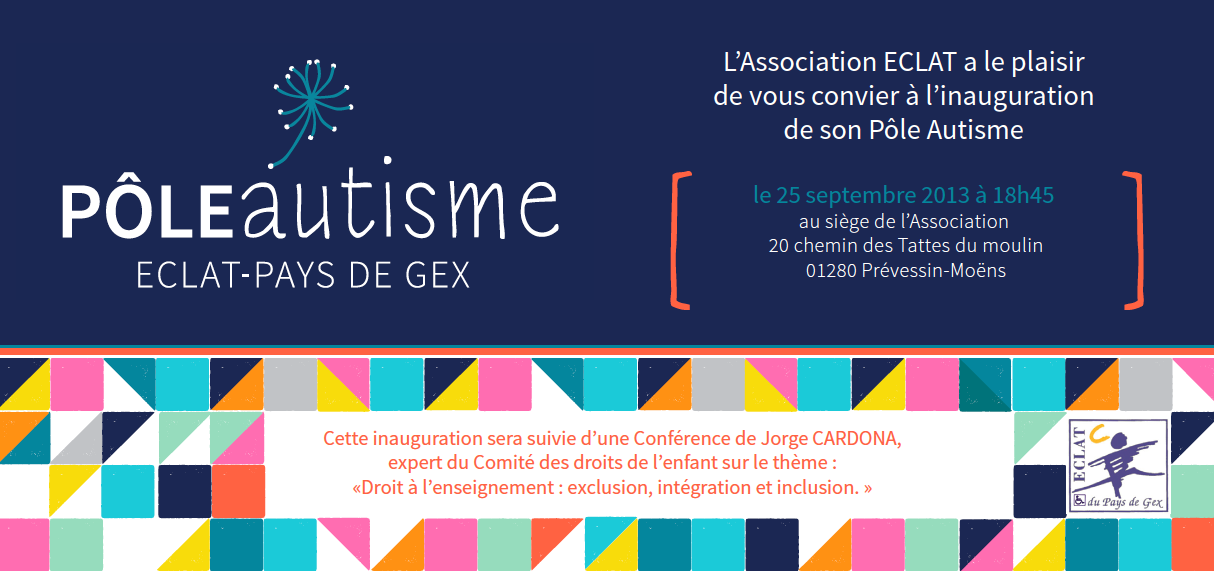 PÔLEautisme
ECLAT-PAYS DE GEX
L'Association ECLAT a le plaisir
de vous convier à l'inauguration
de son Pôle Autisme
le 25 septembre 2013 à 18h45
au siège de l'Association
20 chemin des Tattes du moulin
01280 Prévessin-Moëns
Cette inauguration sera suivie d'une Conférence de Jorge CARDONA,
expert du Comité des droits de l'enfant sur le thème :
«Droit à l'enseignement : exclusion, intégration et inclusion. »
ECLAT
du Pays de Gex